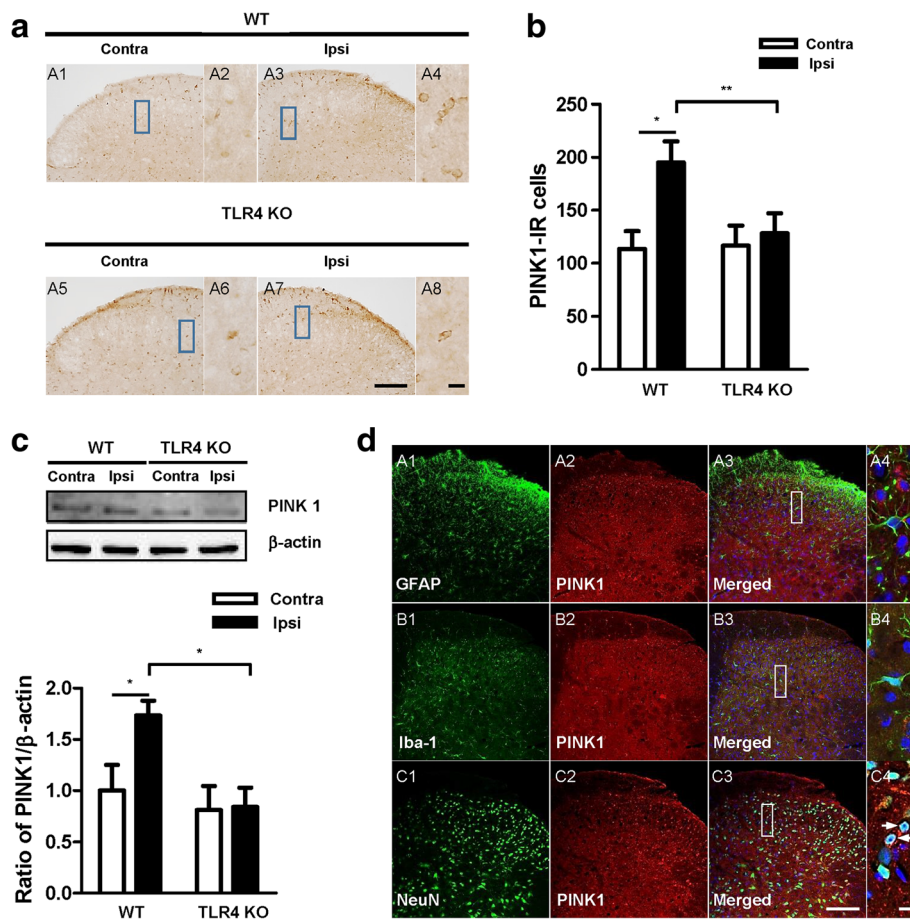 a
WT
Contra Ipsi
A1 A2 A3 A4
TLR4 KO
Contra Ipsi
A5 A6 A7 A8
b
Contra
Ipsi
PINK1-IR cells
250
200
150
100
50
0
* **
WT TLR4 KO
c
WT TLR4 KO
Contra Ipsi Contra Ipsi
PINK 1
β-actin
Contra
Ipsi
Ratio of PINK1/β-actin
2.0
1.5
1.0
0.5
0.0
* *
WT TLR4 KO
d
A1 A2 A3 A4
GFAP PINK1 Merged
B1 B2 B3 B4
Iba-1 PINK1 Merged
C1 C2 C3 C4
NeuN PINK1 Merged